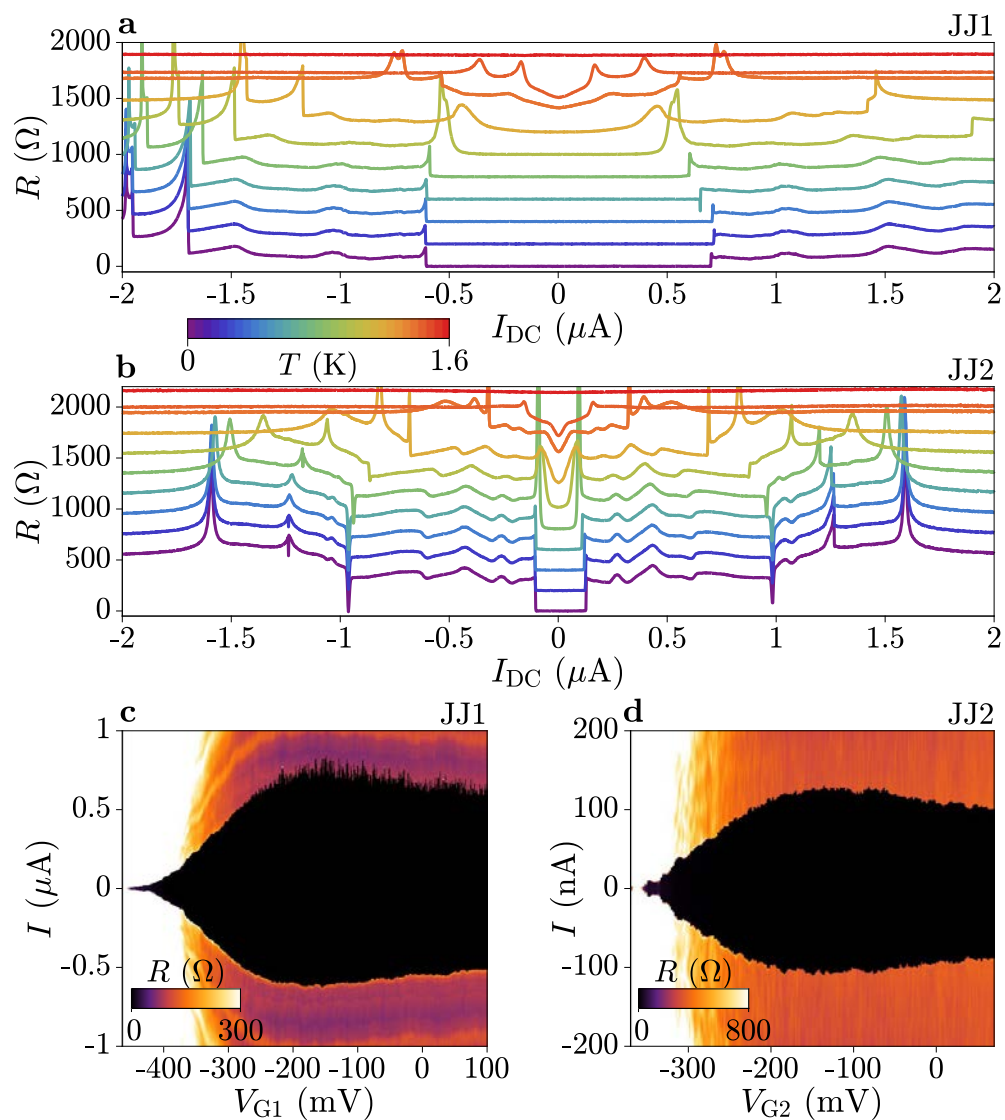 a JJ1
2000
1500
1000
500
0
R (Ω)
-2 -1.5 -1 -0.5 0 0.5 1 1.5 2
I_DC (μA)
0 T (K) 1.6
b JJ2
2000
1500
1000
500
0
R (Ω)
-2 -1.5 -1 -0.5 0 0.5 1 1.5 2
I_DC (μA)
c JJ1
1
0.5
0
-0.5
-1
I (μA)
R (Ω)
0 300
-400 -300 -200 -100 0 100
V_G1 (mV)
d JJ2
200
100
0
-100
-200
I (nA)
R (Ω)
0 800
-300 -200 -100 0
V_G2 (mV)